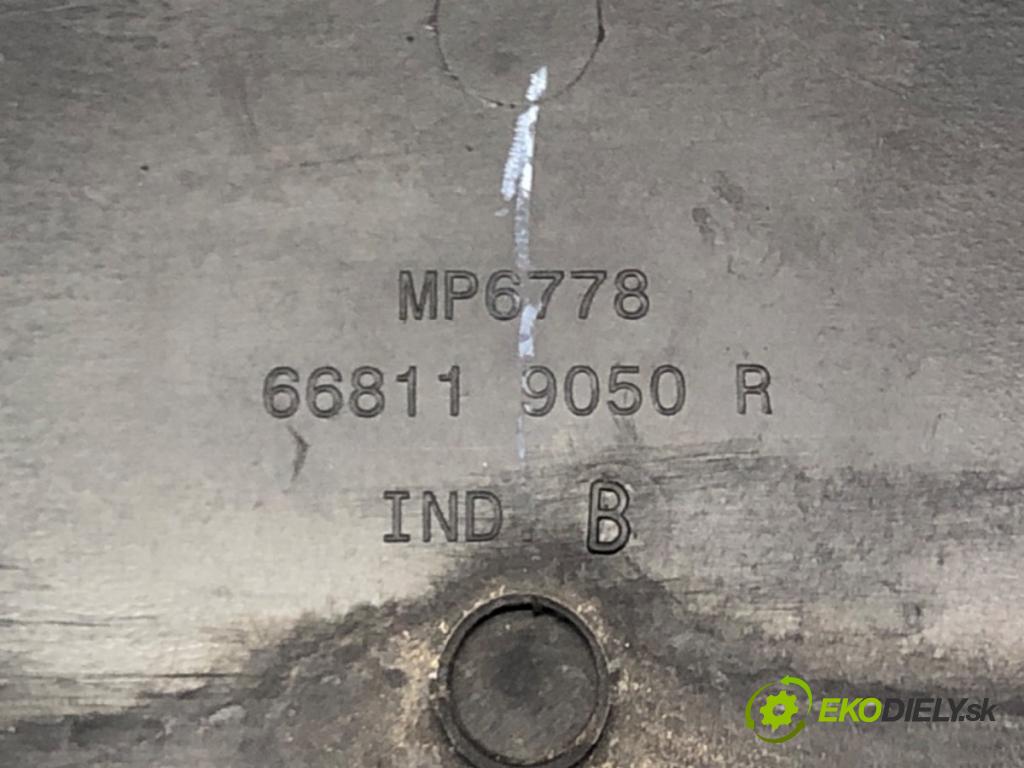 MP6778
66811 9050 R
IND. B
EKODIELY.sk